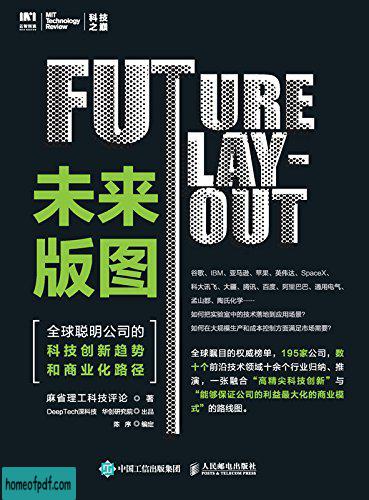 MIT
Technology
Review
科技
之巅
FUTURE
LAY-
OUT
未来
版图
谷歌、IBM、亚马逊、苹果、英伟达、SpaceX、
科大讯飞、大疆、腾讯、百度、阿里巴巴、通用电气、
孟山都、陶氏化学……
如何把实验室中的技术落地到应用场景?
如何在大规模生产和成本控制方面满足市场需要?
全球聪明公司的
科技创新趋势
和商业化路径
全球瞩目的权威榜单，195家公司，数
十个前沿技术领域十余个行业归纳、推
演，一张融合“高精尖科技创新”与
“能够保证公司的利益最大化的商业模
式”的路线图。
麻省理工科技评论 著
DeepTech深科技 华创研究院 出品
陈序 编定
中国工信出版集团
人民邮电出版社
POSTS & TELECOM PRESS
homeofpdf.com